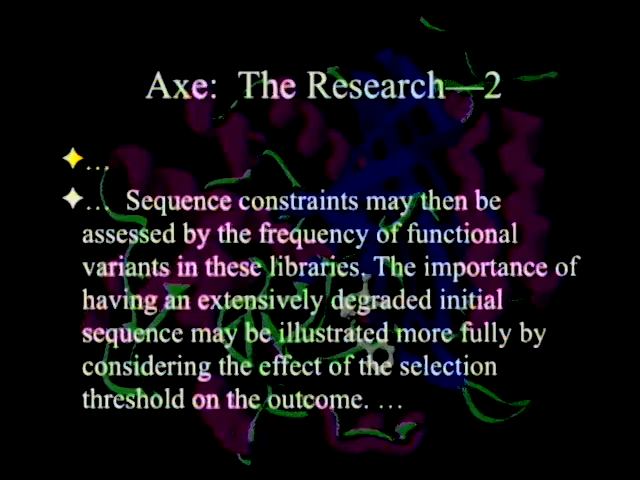 Axe: The Research—2
…
… Sequence constraints may then be
assessed by the frequency of functional
variants in these libraries. The importance of
having an extensively degraded initial
sequence may be illustrated more fully by
considering the effect of the selection
threshold on the outcome. …